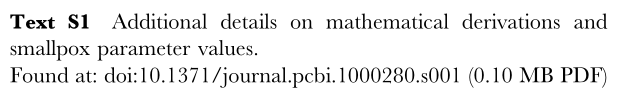 Text S1 Additional details on mathematical derivations and
smallpox parameter values.
Found at: doi:10.1371/journal.pcbi.1000280.s001 (0.10 MB PDF)